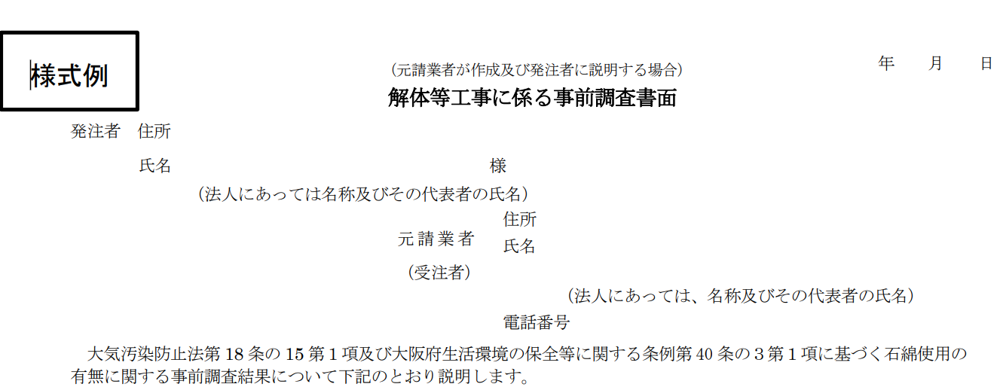 様式例
年　　月　　日
（元請業者が作成及び発注者に説明する場合）
解体等工事に係る事前調査書面
発注者　住所
氏名　　　　　　　　　　様
（法人にあっては名称及びその代表者の氏名）
住所
元請業者　氏名
（受注者）
（法人にあっては、名称及びその代表者の氏名）
電話番号
大気汚染防止法第 18 条の 15 第１項及び大阪府生活環境の保全等に関する条例第 40 条の３第１項に基づく石綿使用の
有無に関する事前調査結果について下記のとおり説明します。